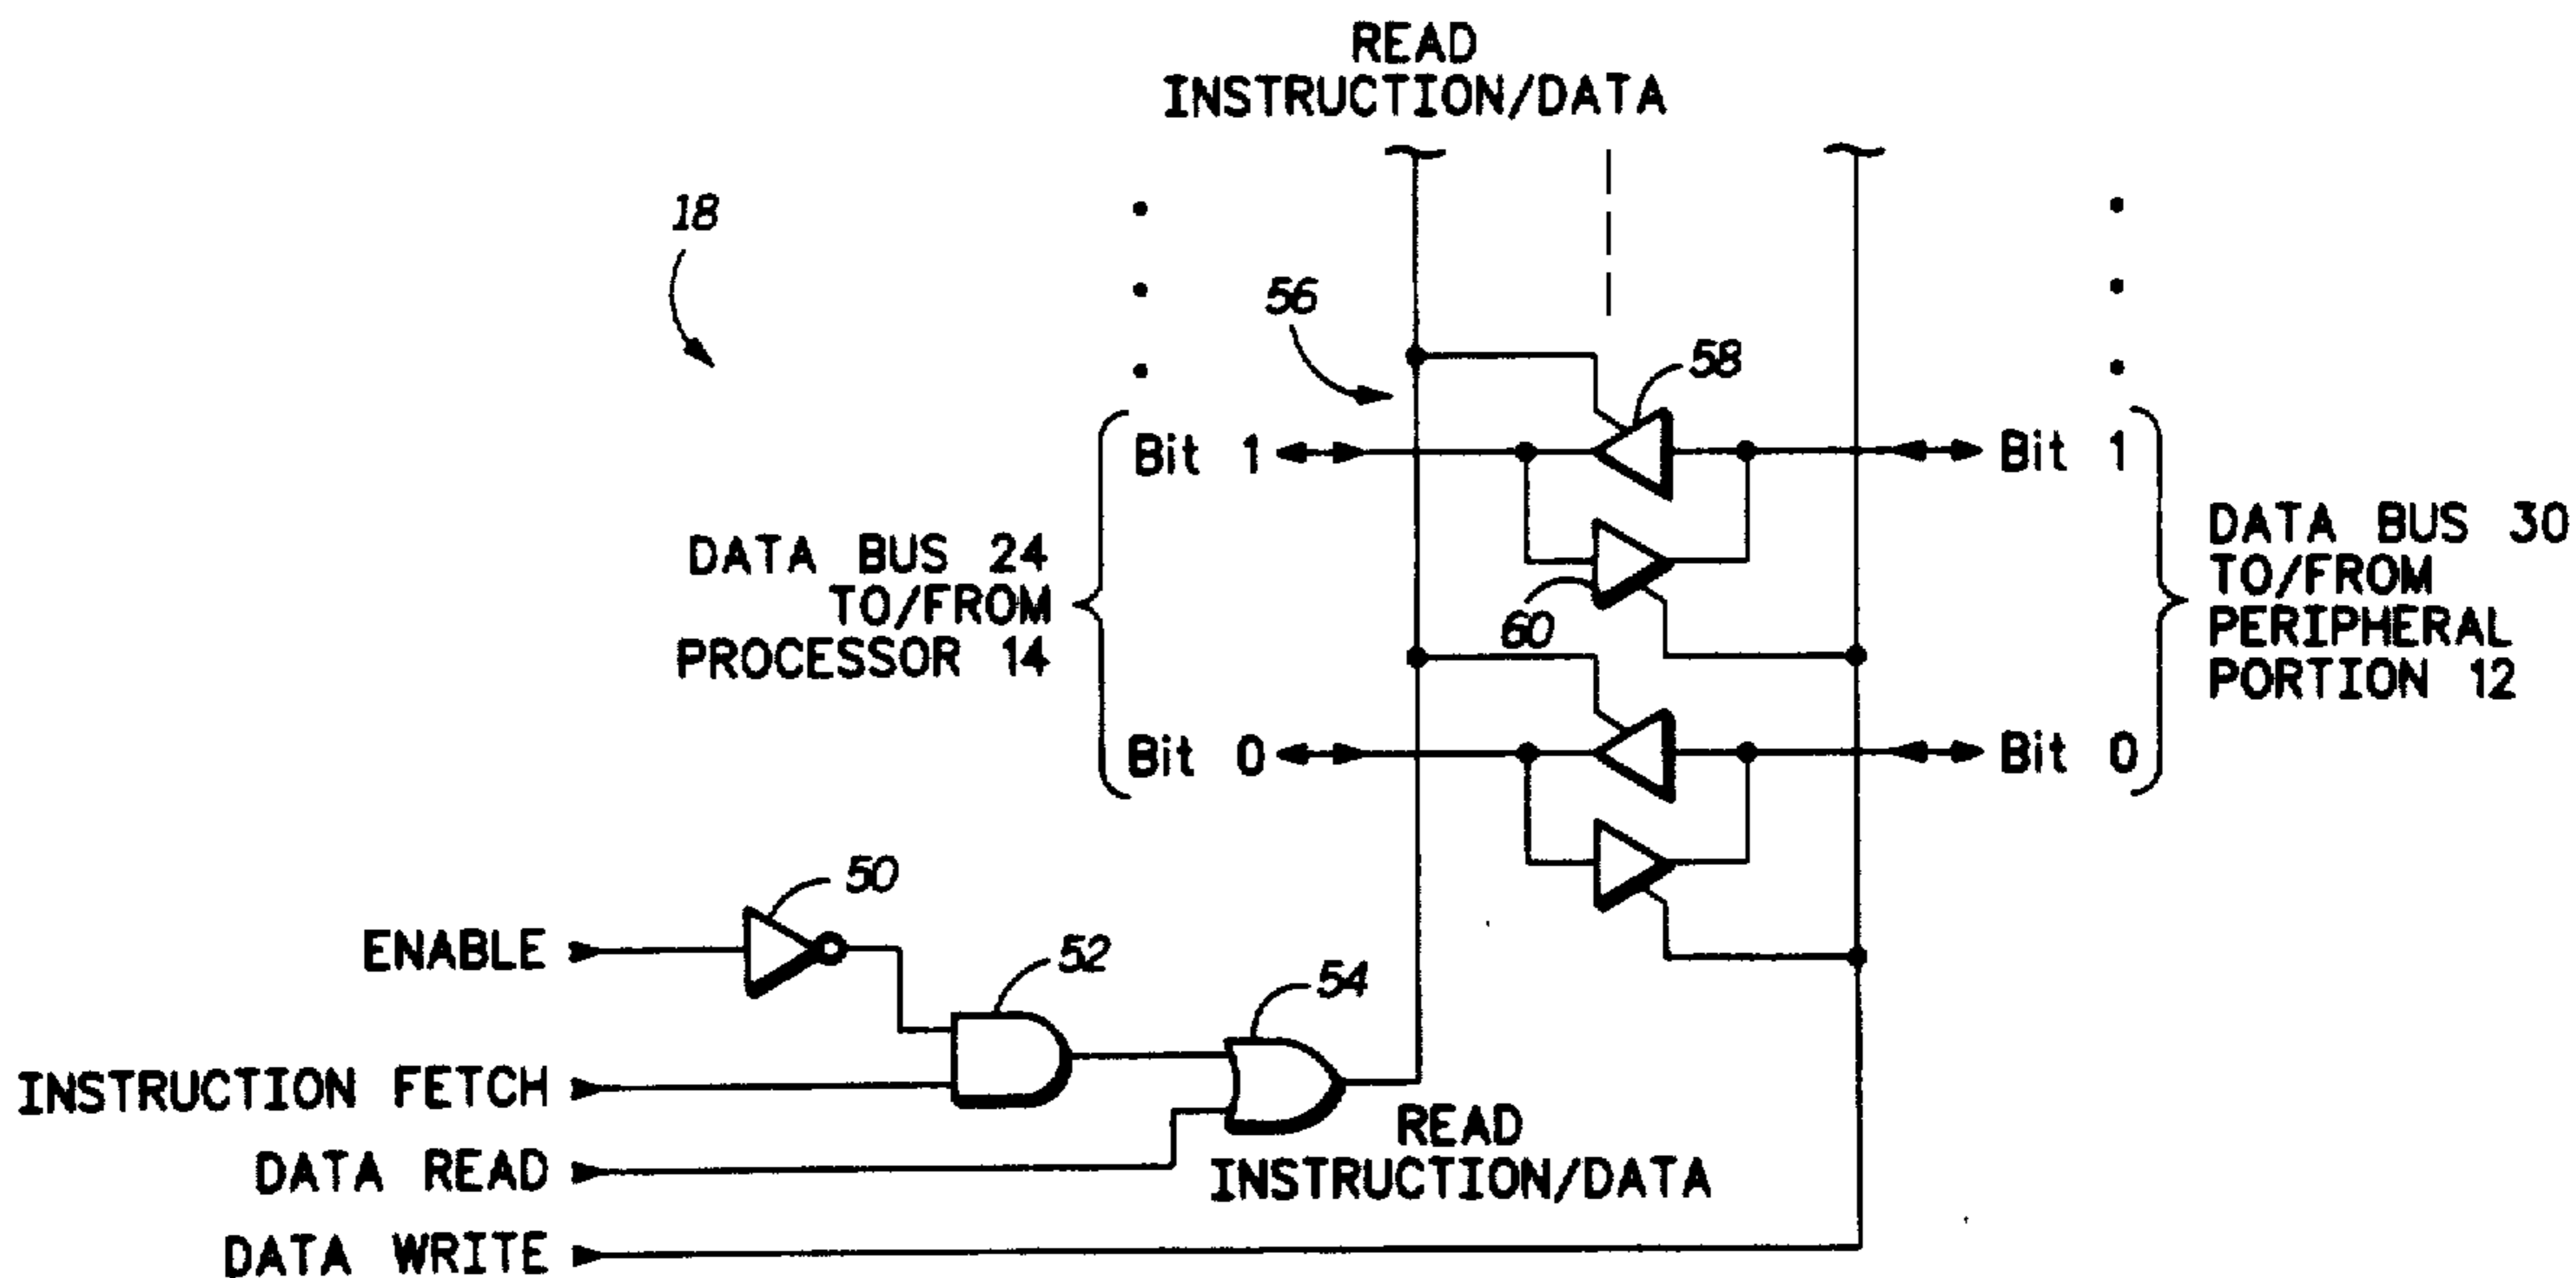 READ
INSTRUCTION/DATA
18
56
58
Bit 1
Bit 1
DATA BUS 24
TO/FROM
PROCESSOR 14
DATA BUS 30
TO/FROM
PERIPHERAL
PORTION 12
60
Bit 0
Bit 0
50
ENABLE
52
54
INSTRUCTION FETCH
READ
INSTRUCTION/DATA
DATA READ
DATA WRITE